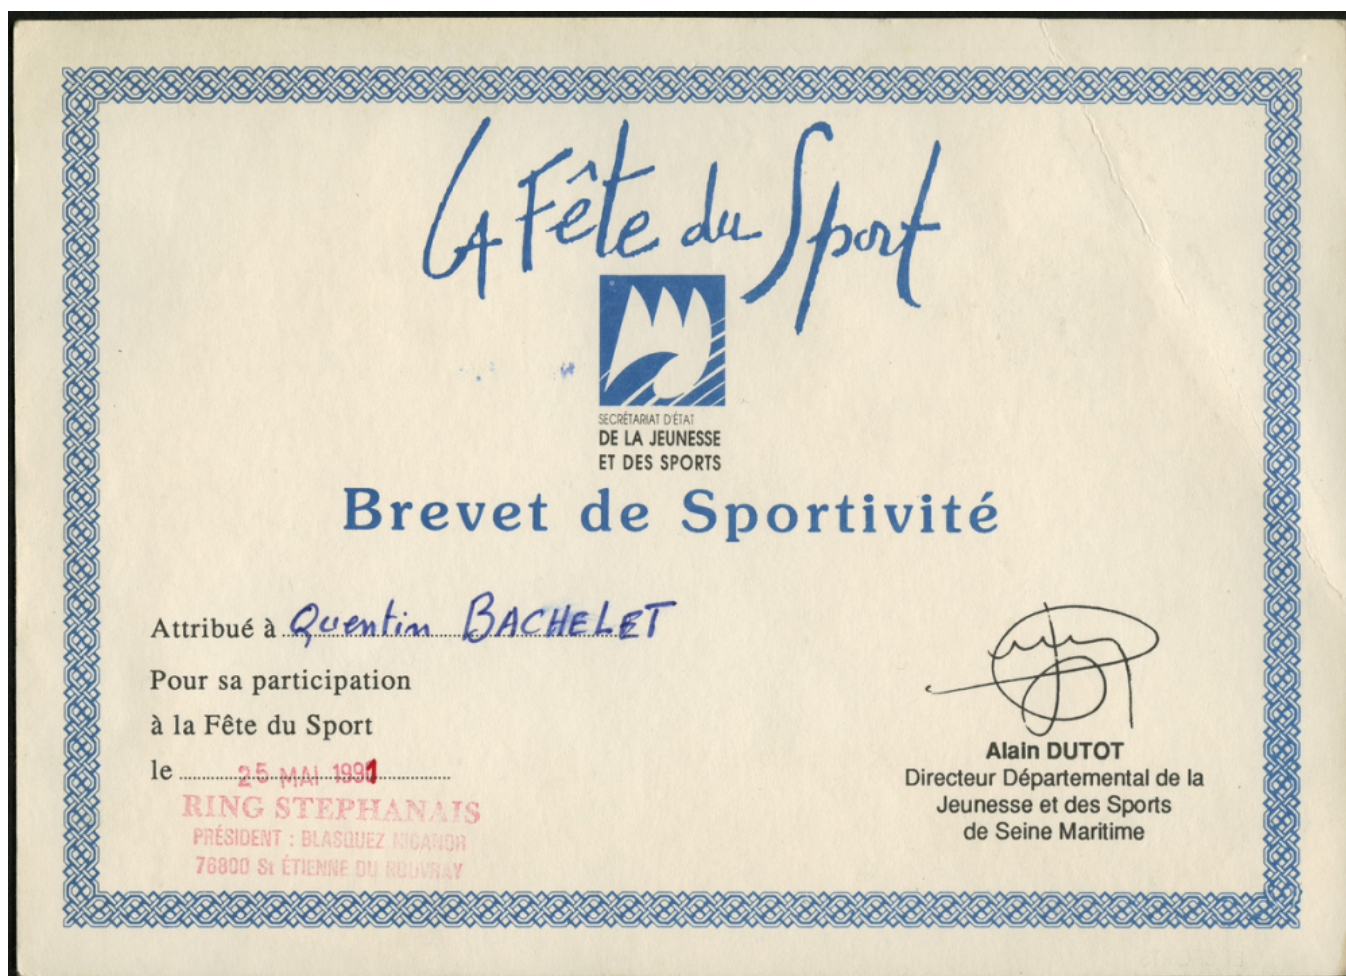 LA Fête du Sport
SECRÉTARIAT D'ÉTAT
DE LA JEUNESSE
ET DES SPORTS
Brevet de Sportivité
Attribué à Quentin BACHELET
Pour sa participation
à la Fête du Sport
le 25 MAI 1991
RING STEPHANAIS
PRÉSIDENT : BLASQUEZ NICANOR
76800 St ÉTIENNE DU ROUVRAY
Alain DUTOT
Directeur Départemental de la
Jeunesse et des Sports
de Seine Maritime